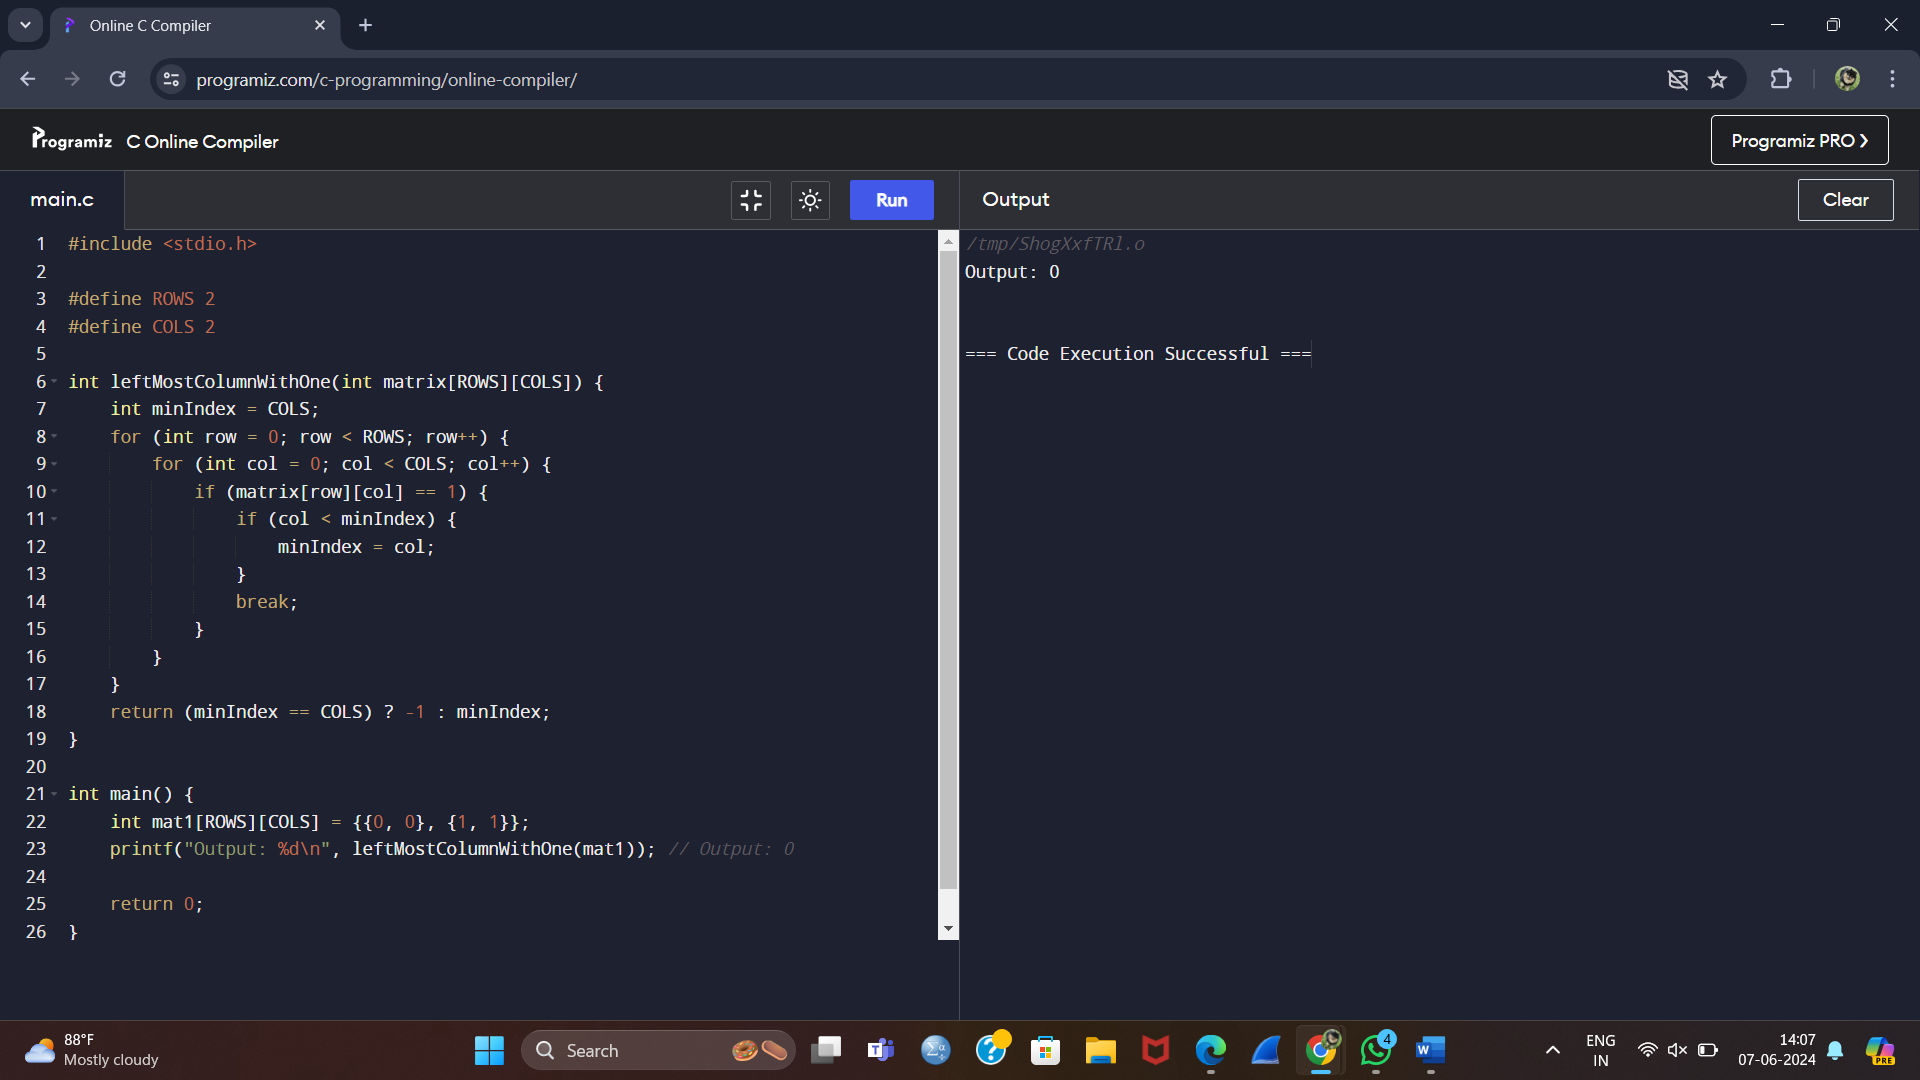 Online C Compiler
programiz.com/c-programming/online-compiler/
Programiz C Online Compiler
Programiz PRO
main.c
Run
Output
Clear
1 #include <stdio.h>
2
3 #define ROWS 2
4 #define COLS 2
5
6 int leftMostColumnWithOne(int matrix[ROWS][COLS]) {
7     int minIndex = COLS;
8     for (int row = 0; row < ROWS; row++) {
9         for (int col = 0; col < COLS; col++) {
10             if (matrix[row][col] == 1) {
11                 if (col < minIndex) {
12                     minIndex = col;
13                 }
14                 break;
15             }
16         }
17     }
18     return (minIndex == COLS) ? -1 : minIndex;
19 }
20
21 int main() {
22     int mat1[ROWS][COLS] = {{0, 0}, {1, 1}};
23     printf("Output: %d\n", leftMostColumnWithOne(mat1)); // Output: 0
24
25     return 0;
26 }
/tmp/ShogXxfTRl.o
Output: 0
=== Code Execution Successful ===
88°F
Mostly cloudy
Search
4
ENG
IN
14:07
07-06-2024
PRE